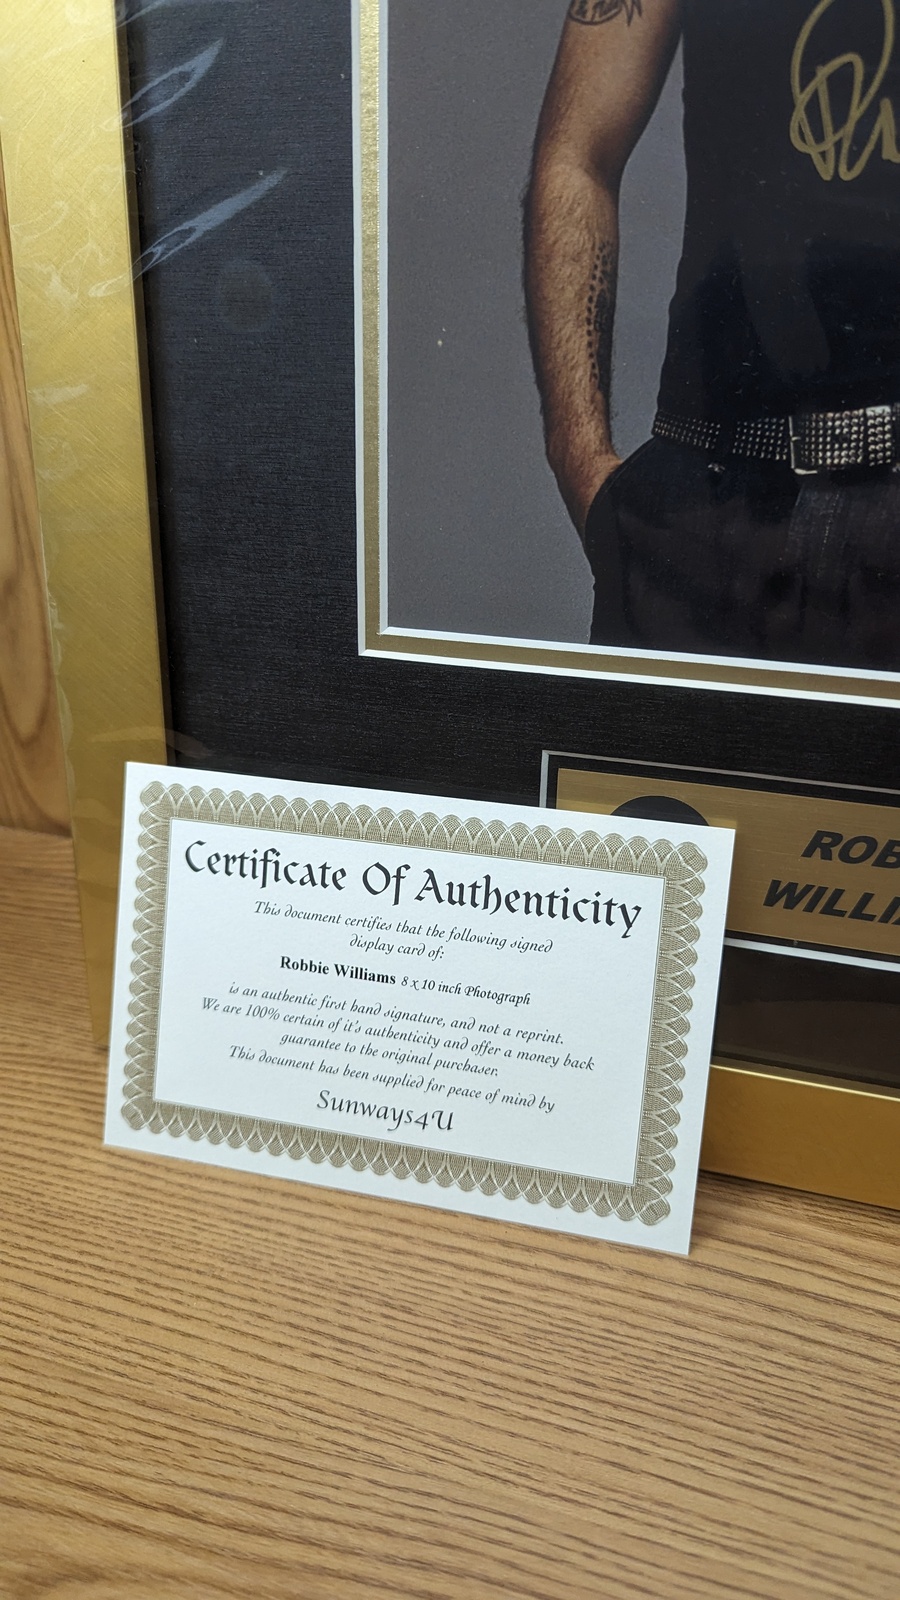 Certificate Of Authenticity
This document certifies that the following signed
display card of:
Robbie Williams 8 x 10 inch Photograph
is an authentic first hand signature, and not a reprint.
We are 100% certain of it's authenticity and offer a money back
guarantee to the original purchaser.
This document has been supplied for peace of mind by
Sunways4U
ROB
WILLI